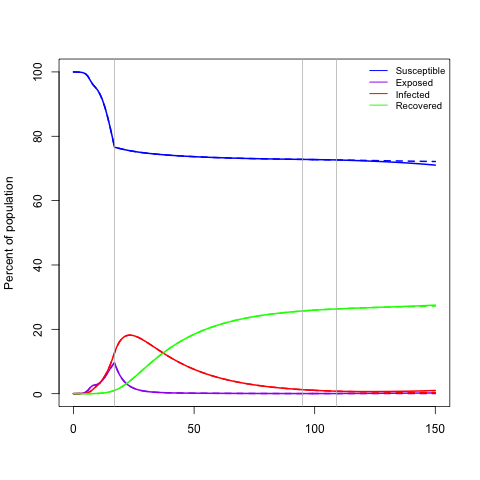 Susceptible
Exposed
Infected
Recovered
Percent of population
100
80
60
40
20
0
0 50 100 150